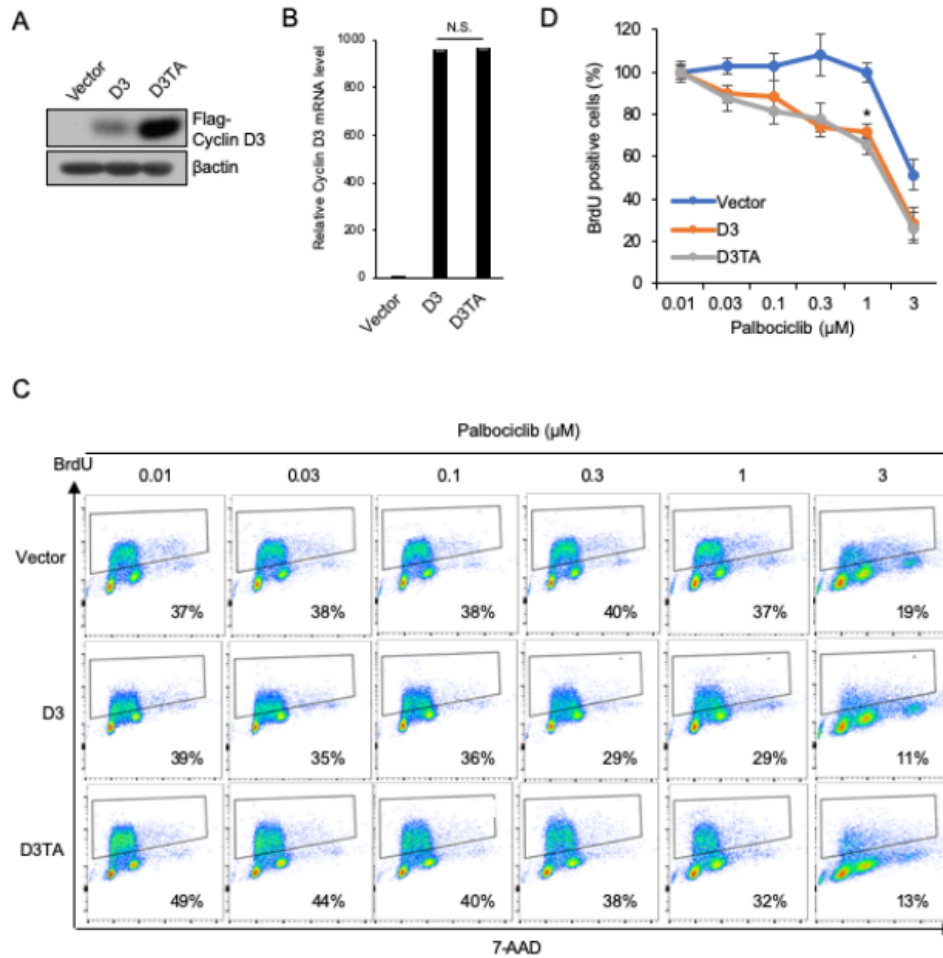 A
Vector
D3
D3TA
Flag-
Cyclin D3
βactin
B
Relative Cyclin D3 mRNA level
1000
800
600
400
200
0
N.S.
Vector
D3
D3TA
D
BrdU positive cells (%)
120
100
80
60
40
20
0
*
Vector
D3
D3TA
0.01 0.03 0.1 0.3 1 3
Palbociclib (µM)
C
Palbociclib (µM)
BrdU
0.01 0.03 0.1 0.3 1 3
Vector
37% 38% 38% 40% 37% 19%
D3
39% 35% 36% 29% 29% 11%
D3TA
49% 44% 40% 38% 32% 13%
7-AAD